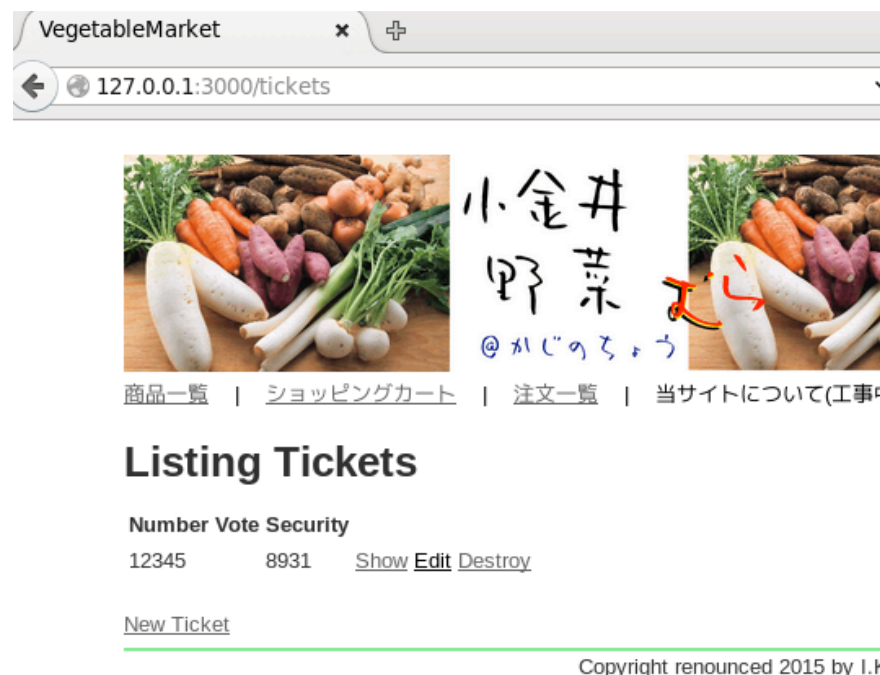 VegetableMarket
127.0.0.1:3000/tickets
小金井
野菜むら
@かじのちょう
商品一覧 | ショッピングカート | 注文一覧 | 当サイトについて(工事中
Listing Tickets
Number Vote Security
12345 8931 Show Edit Destroy
New Ticket
Copyright renounced 2015 by I.K